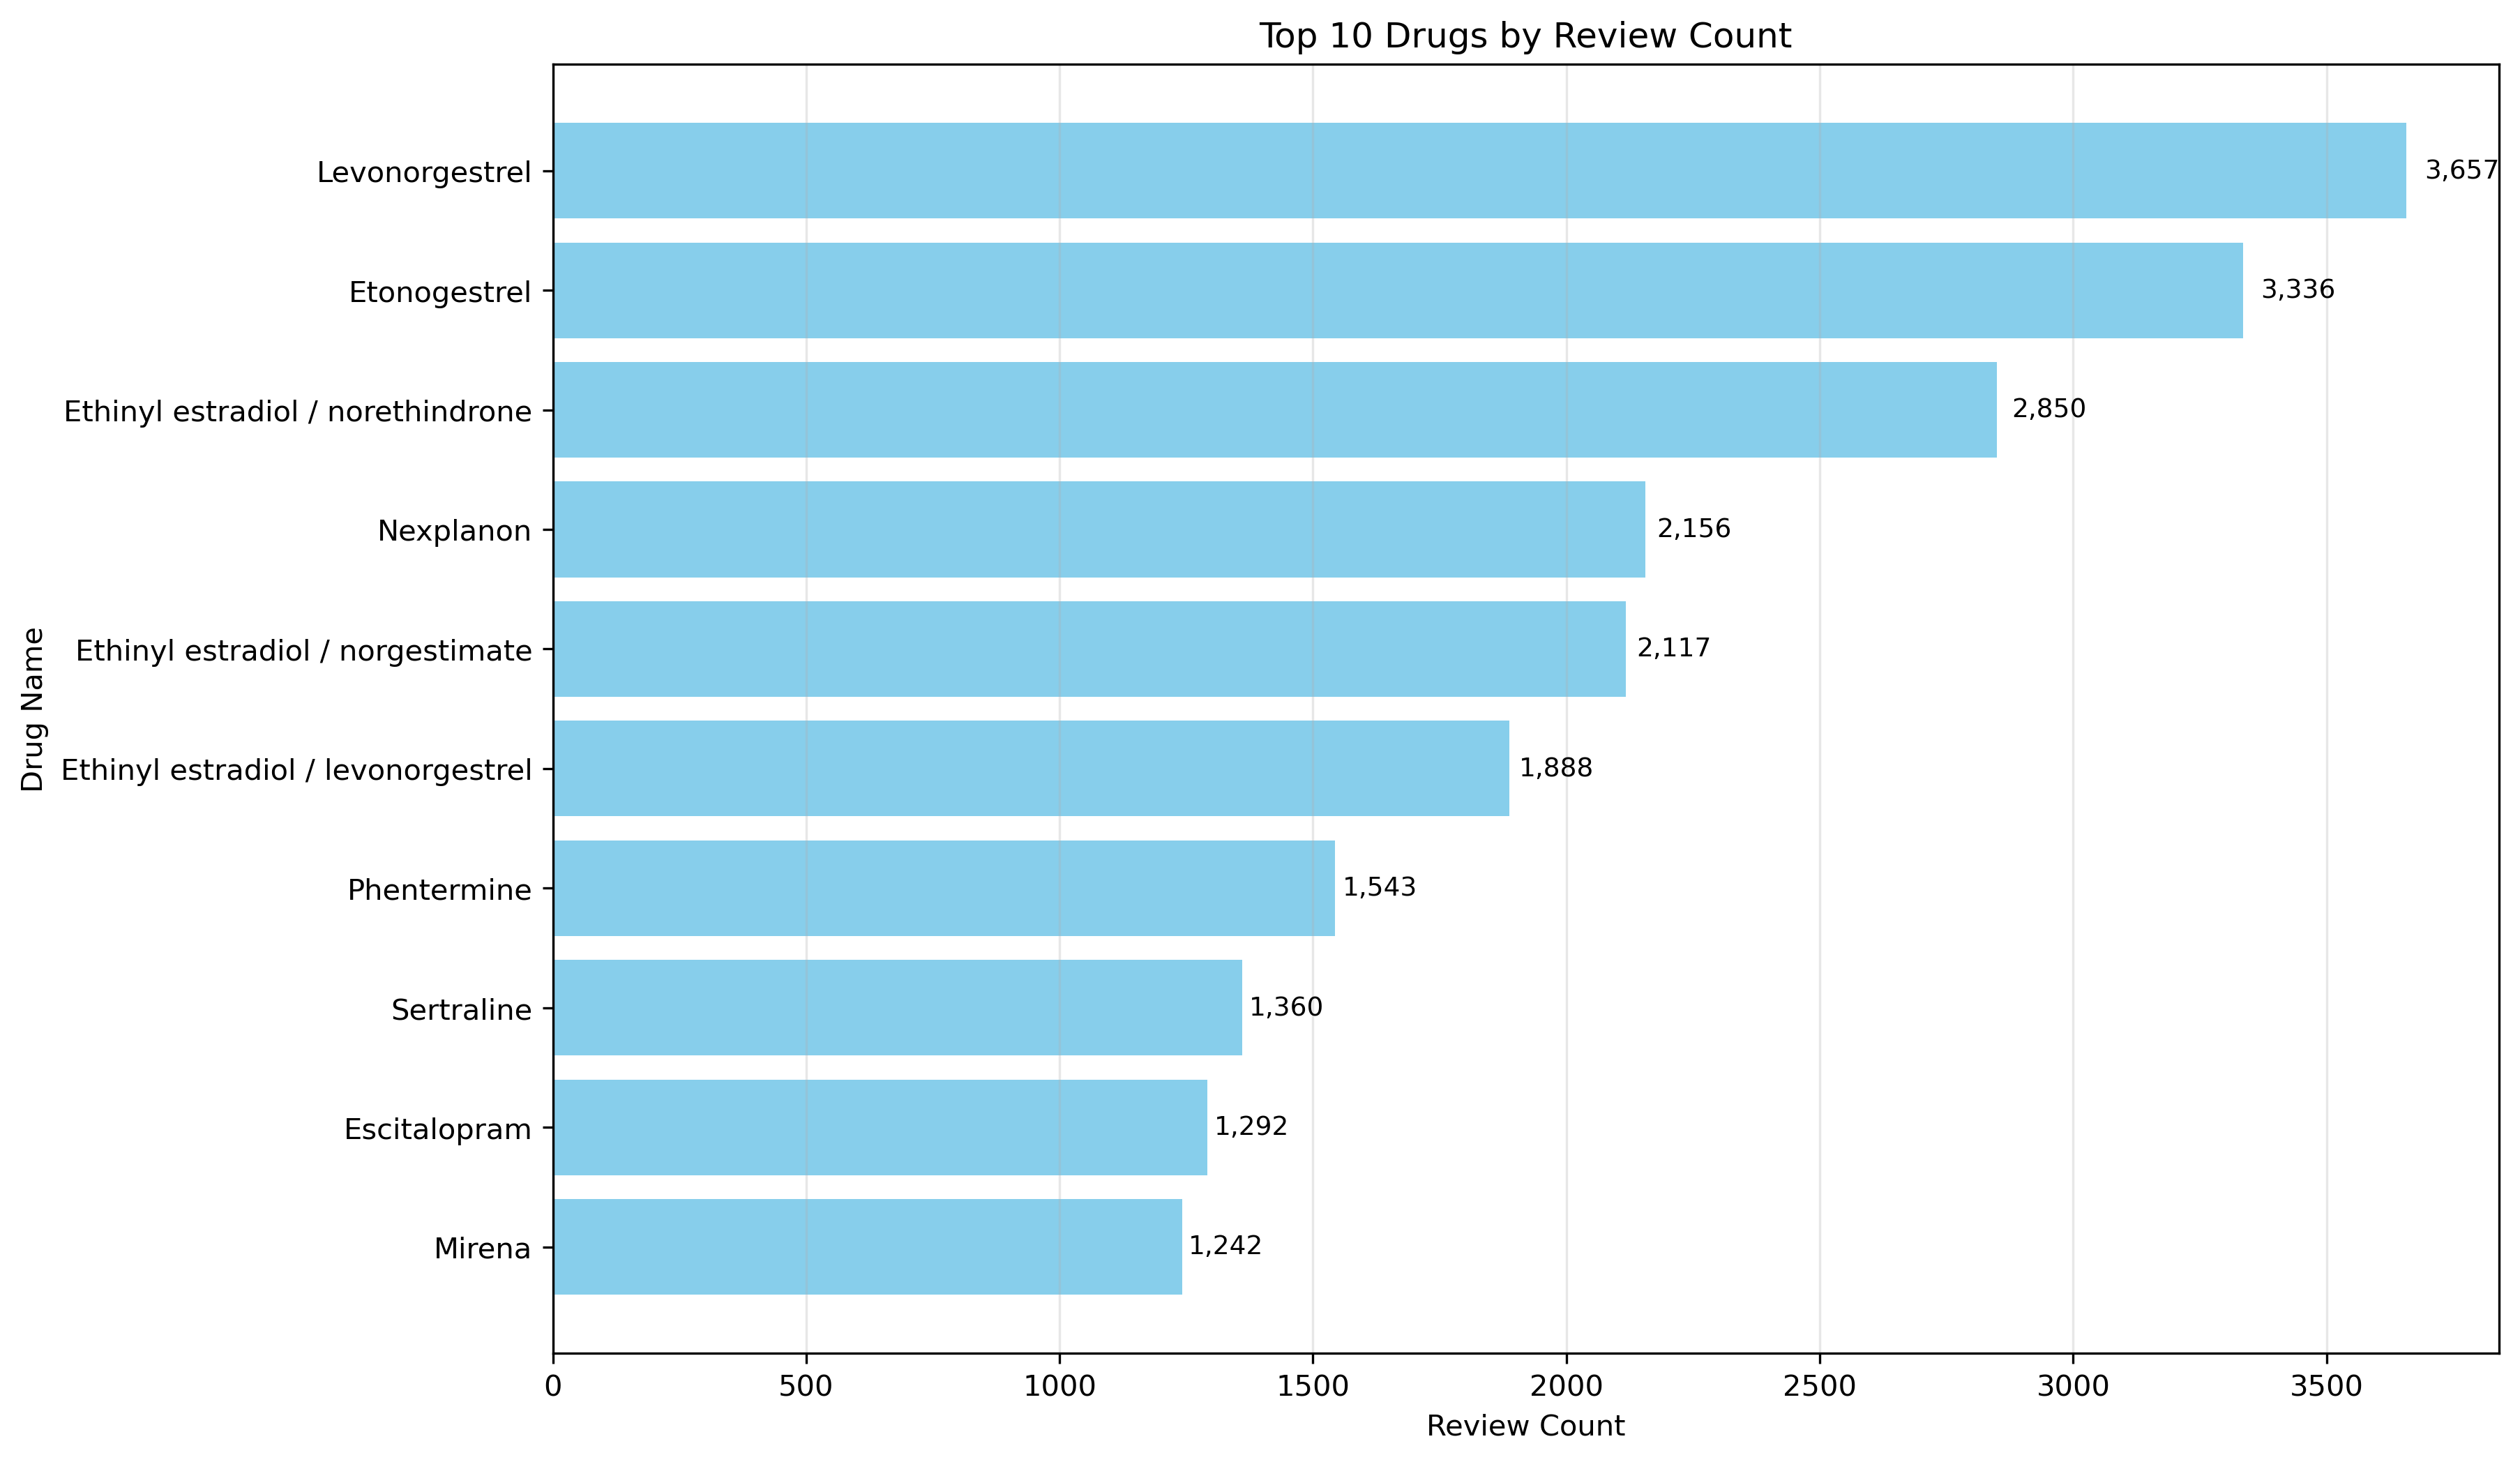 Top 10 Drugs by Review Count
Levonorgestrel 3,657
Etonogestrel 3,336
Ethinyl estradiol / norethindrone 2,850
Nexplanon 2,156
Ethinyl estradiol / norgestimate 2,117
Ethinyl estradiol / levonorgestrel 1,888
Phentermine 1,543
Sertraline 1,360
Escitalopram 1,292
Mirena 1,242
Drug Name
0 500 1000 1500 2000 2500 3000 3500
Review Count